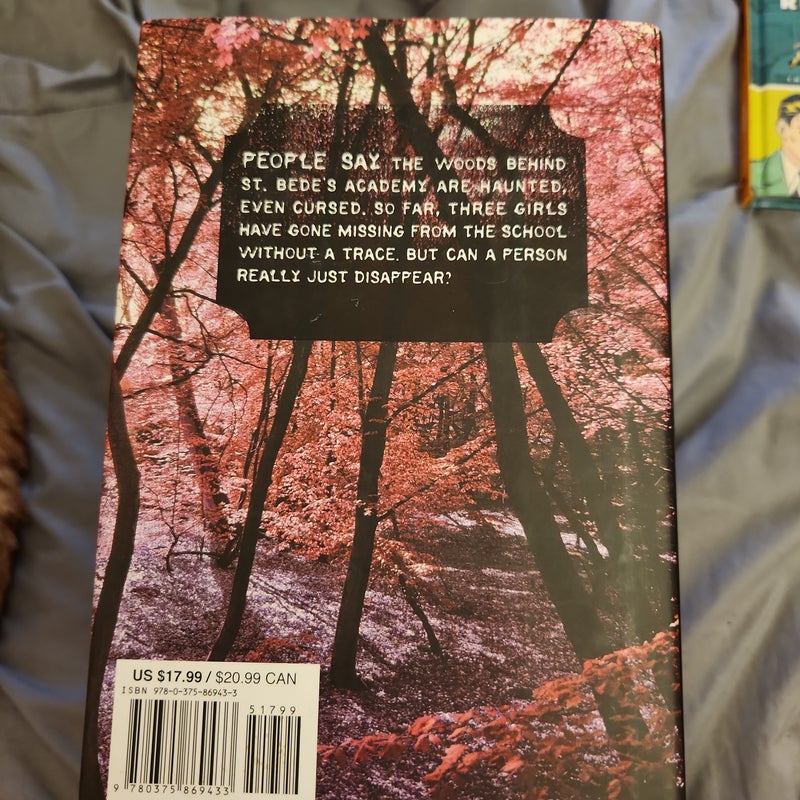 PEOPLE SAY THE WOODS BEHIND
ST. BEDE'S ACADEMY ARE HAUNTED,
EVEN CURSED. SO FAR, THREE GIRLS
HAVE GONE MISSING FROM THE SCHOOL
WITHOUT A TRACE. BUT CAN A PERSON
REALLY JUST DISAPPEAR?
US $17.99 / $20.99 CAN
ISBN 978-0-375-86943-3
51799
9 780375 869433